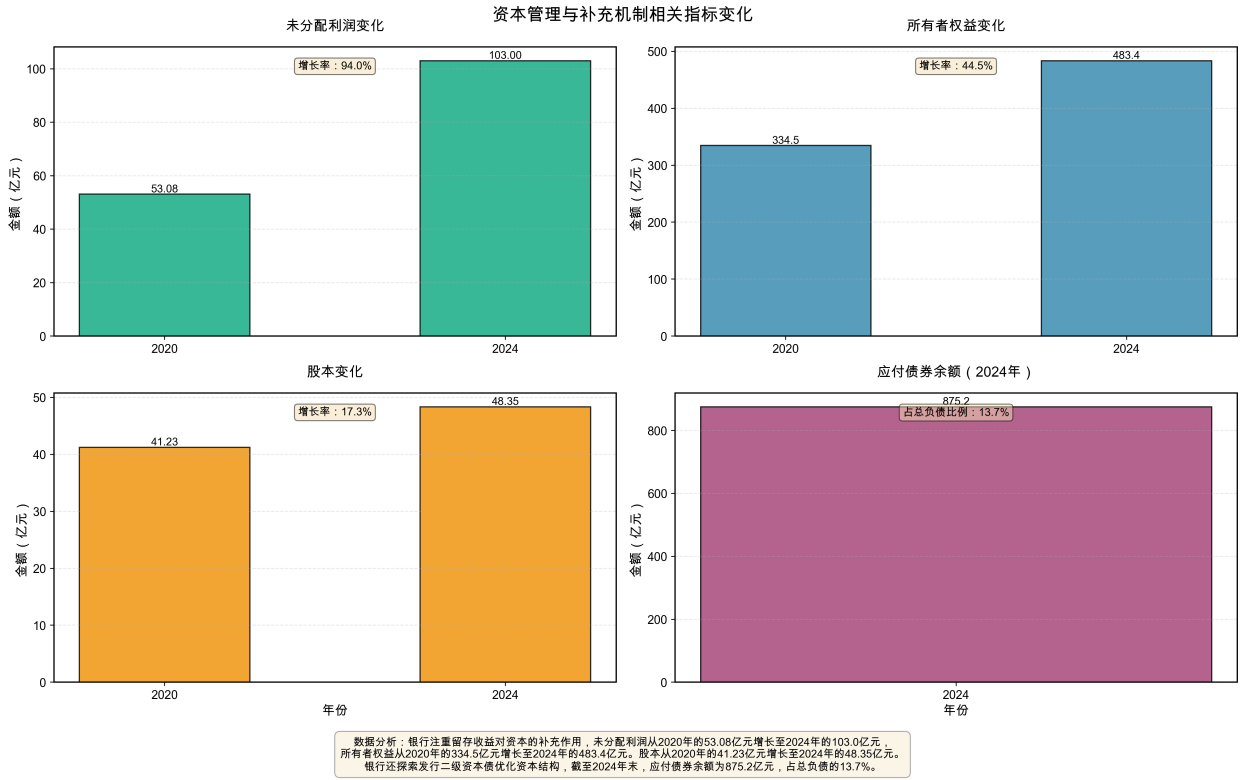 资本管理与补充机制相关指标变化
未分配利润变化
增长率：94.0%
103.00
53.08
金额（亿元）
100
80
60
40
20
0
2020
2024
所有者权益变化
增长率：44.5%
483.4
334.5
金额（亿元）
500
400
300
200
100
0
2020
2024
股本变化
增长率：17.3%
48.35
41.23
金额（亿元）
50
40
30
20
10
0
2020
2024
年份
应付债券余额（2024年）
875.2
占总负债比例：13.7%
金额（亿元）
800
600
400
200
0
2024
年份
数据分析：银行注重留存收益对资本的补充作用，未分配利润从2020年的53.08亿元增长至2024年的103.0亿元，
所有者权益从2020年的334.5亿元增长至2024年的483.4亿元。股本从2020年的41.23亿元增长至2024年的48.35亿元。
银行还探索发行二级资本债优化资本结构，截至2024年末，应付债券余额为875.2亿元，占总负债的13.7%。